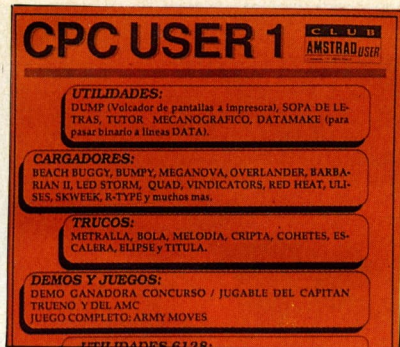 CPC USER 1
CLUB
AMSTRAD USER
UTILIDADES:
DUMP (Volcador de pantallas a impresora), SOPA DE LE-
TRAS, TUTOR MECANOGRAFICO, DATAMAKE (para
pasar binario a lineas DATA).
CARGADORES:
BEACH BUGGY, BUMPY, MEGANOVA, OVERLANDER, BARBA-
RIAN II, LED STORM, QUAD, VINDICATORS, RED HEAT, ULI-
SES, SKWEEK, R-TYPE y muchos mas.
TRUCOS:
METRALLA, BOLA, MELODIA, CRIPTA, COHETES, ES-
CALERA, ELIPSE y TITULA.
DEMOS Y JUEGOS:
DEMO GANADORA CONCURSO / JUGABLE DEL CAPITAN
TRUENO Y DEL AMC
JUEGO COMPLETO: ARMY MOVES
UTILIDADES 6128: